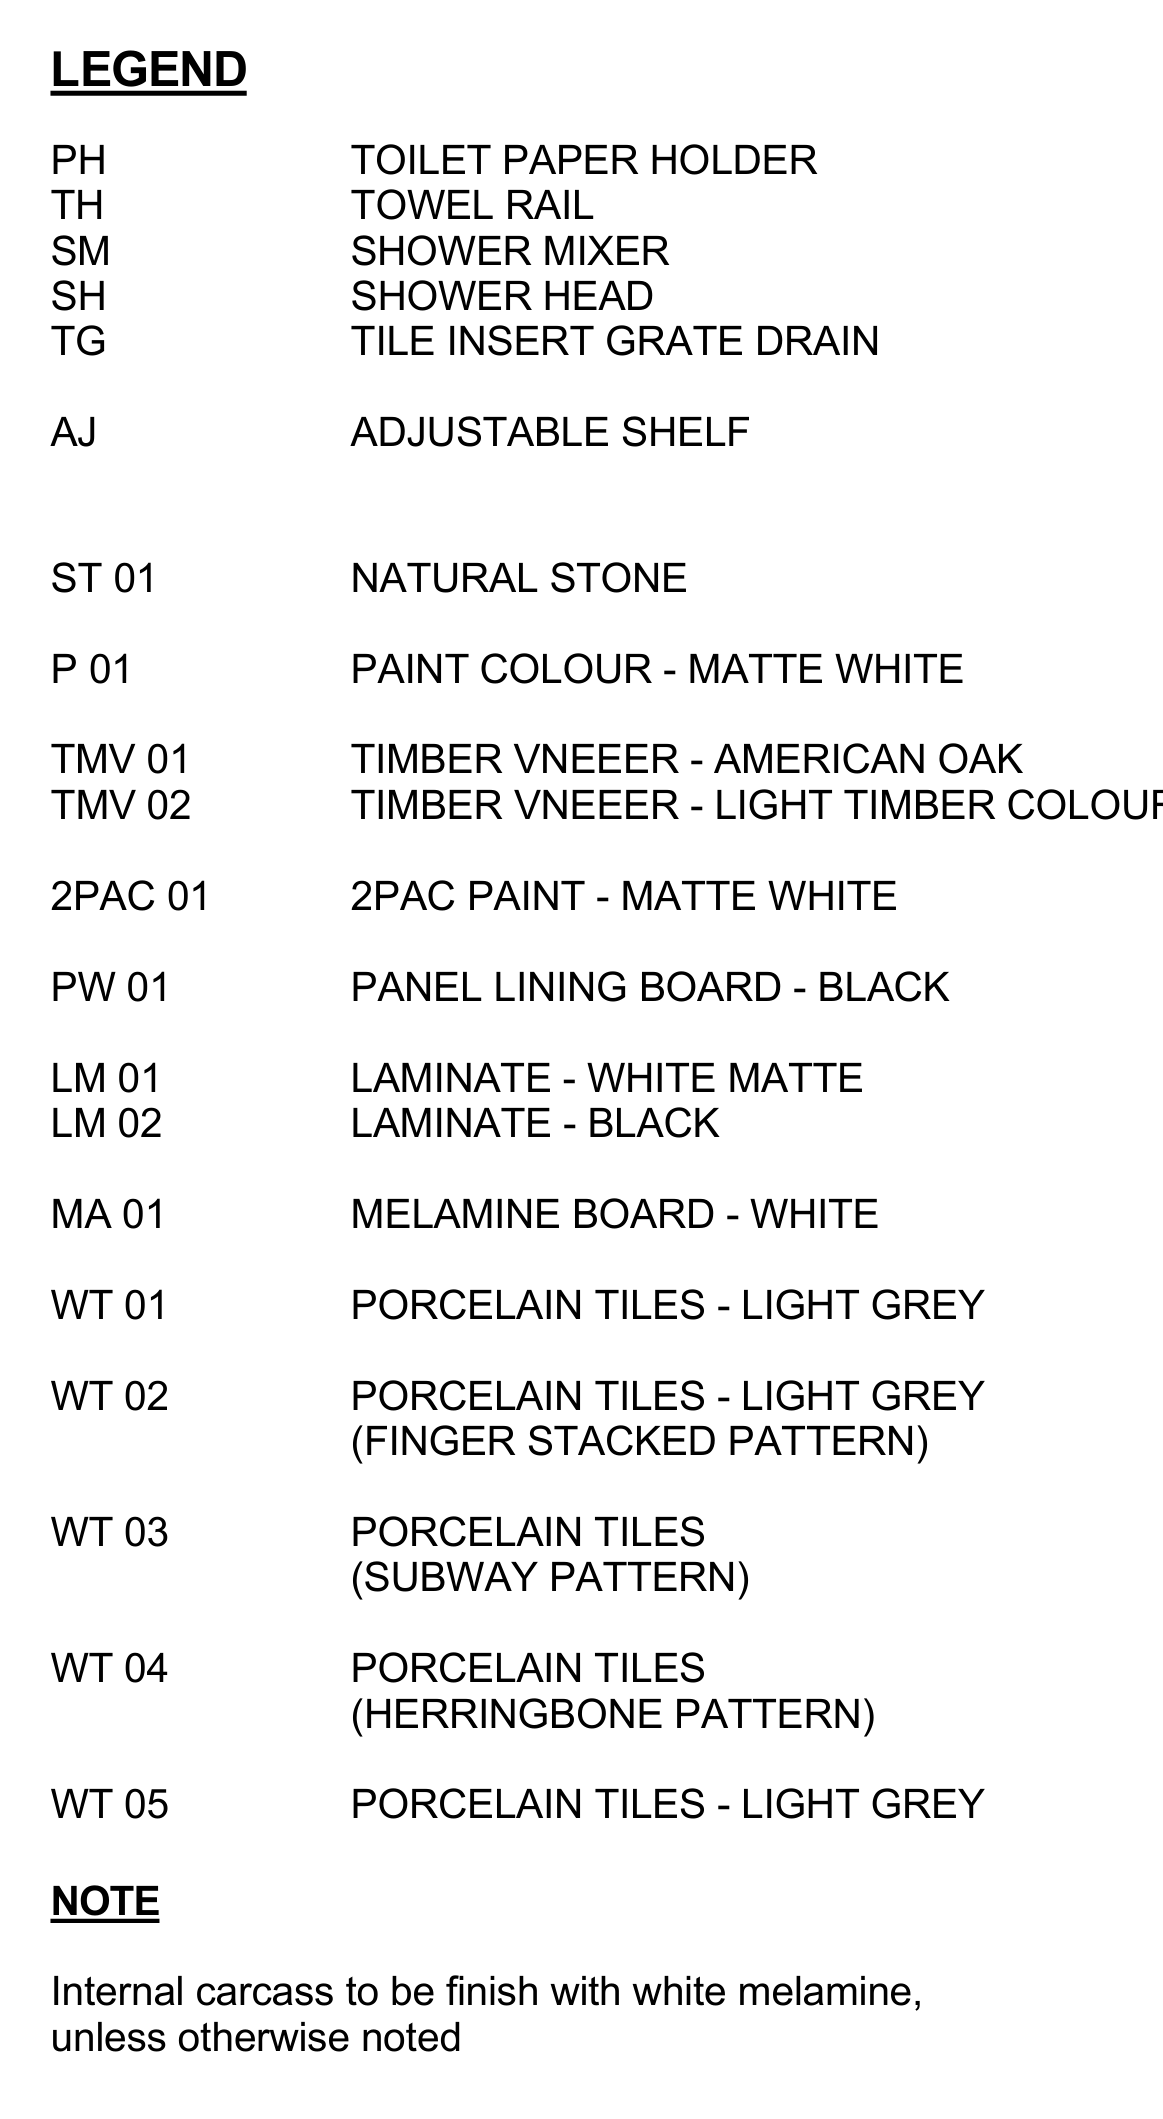 LEGEND
PH TOILET PAPER HOLDER
TH TOWEL RAIL
SM SHOWER MIXER
SH SHOWER HEAD
TG TILE INSERT GRATE DRAIN
AJ ADJUSTABLE SHELF
ST 01 NATURAL STONE
P 01 PAINT COLOUR - MATTE WHITE
TMV 01 TIMBER VNEEER - AMERICAN OAK
TMV 02 TIMBER VNEEER - LIGHT TIMBER COLOUR
2PAC 01 2PAC PAINT - MATTE WHITE
PW 01 PANEL LINING BOARD - BLACK
LM 01 LAMINATE - WHITE MATTE
LM 02 LAMINATE - BLACK
MA 01 MELAMINE BOARD - WHITE
WT 01 PORCELAIN TILES - LIGHT GREY
WT 02 PORCELAIN TILES - LIGHT GREY
(FINGER STACKED PATTERN)
WT 03 PORCELAIN TILES
(SUBWAY PATTERN)
WT 04 PORCELAIN TILES
(HERRINGBONE PATTERN)
WT 05 PORCELAIN TILES - LIGHT GREY
NOTE
Internal carcass to be finish with white melamine,
unless otherwise noted